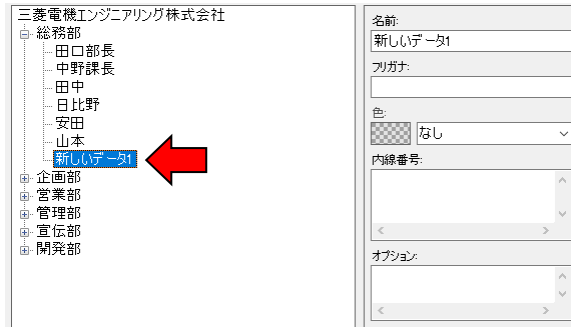 三菱電機エンジニアリング株式会社
総務部
田口部長
中野課長
田中
日比野
安田
山本
新しいデータ1
企画部
営業部
管理部
宣伝部
開発部
名前:
新しいデータ1
フリガナ:
色:
なし
内線番号:
オプション: